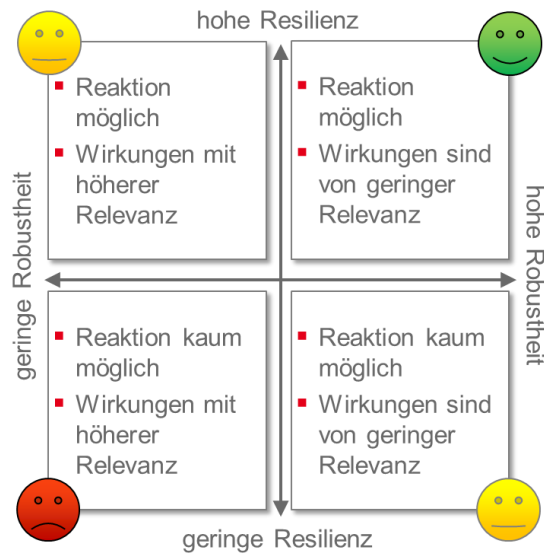 hohe Resilienz
▪ Reaktion
möglich
▪ Wirkungen mit
höherer
Relevanz
▪ Reaktion
möglich
▪ Wirkungen sind
von geringer
Relevanz
geringe Robustheit
hohe Robustheit
▪ Reaktion kaum
möglich
▪ Wirkungen mit
höherer
Relevanz
▪ Reaktion kaum
möglich
▪ Wirkungen sind
von geringer
Relevanz
geringe Resilienz